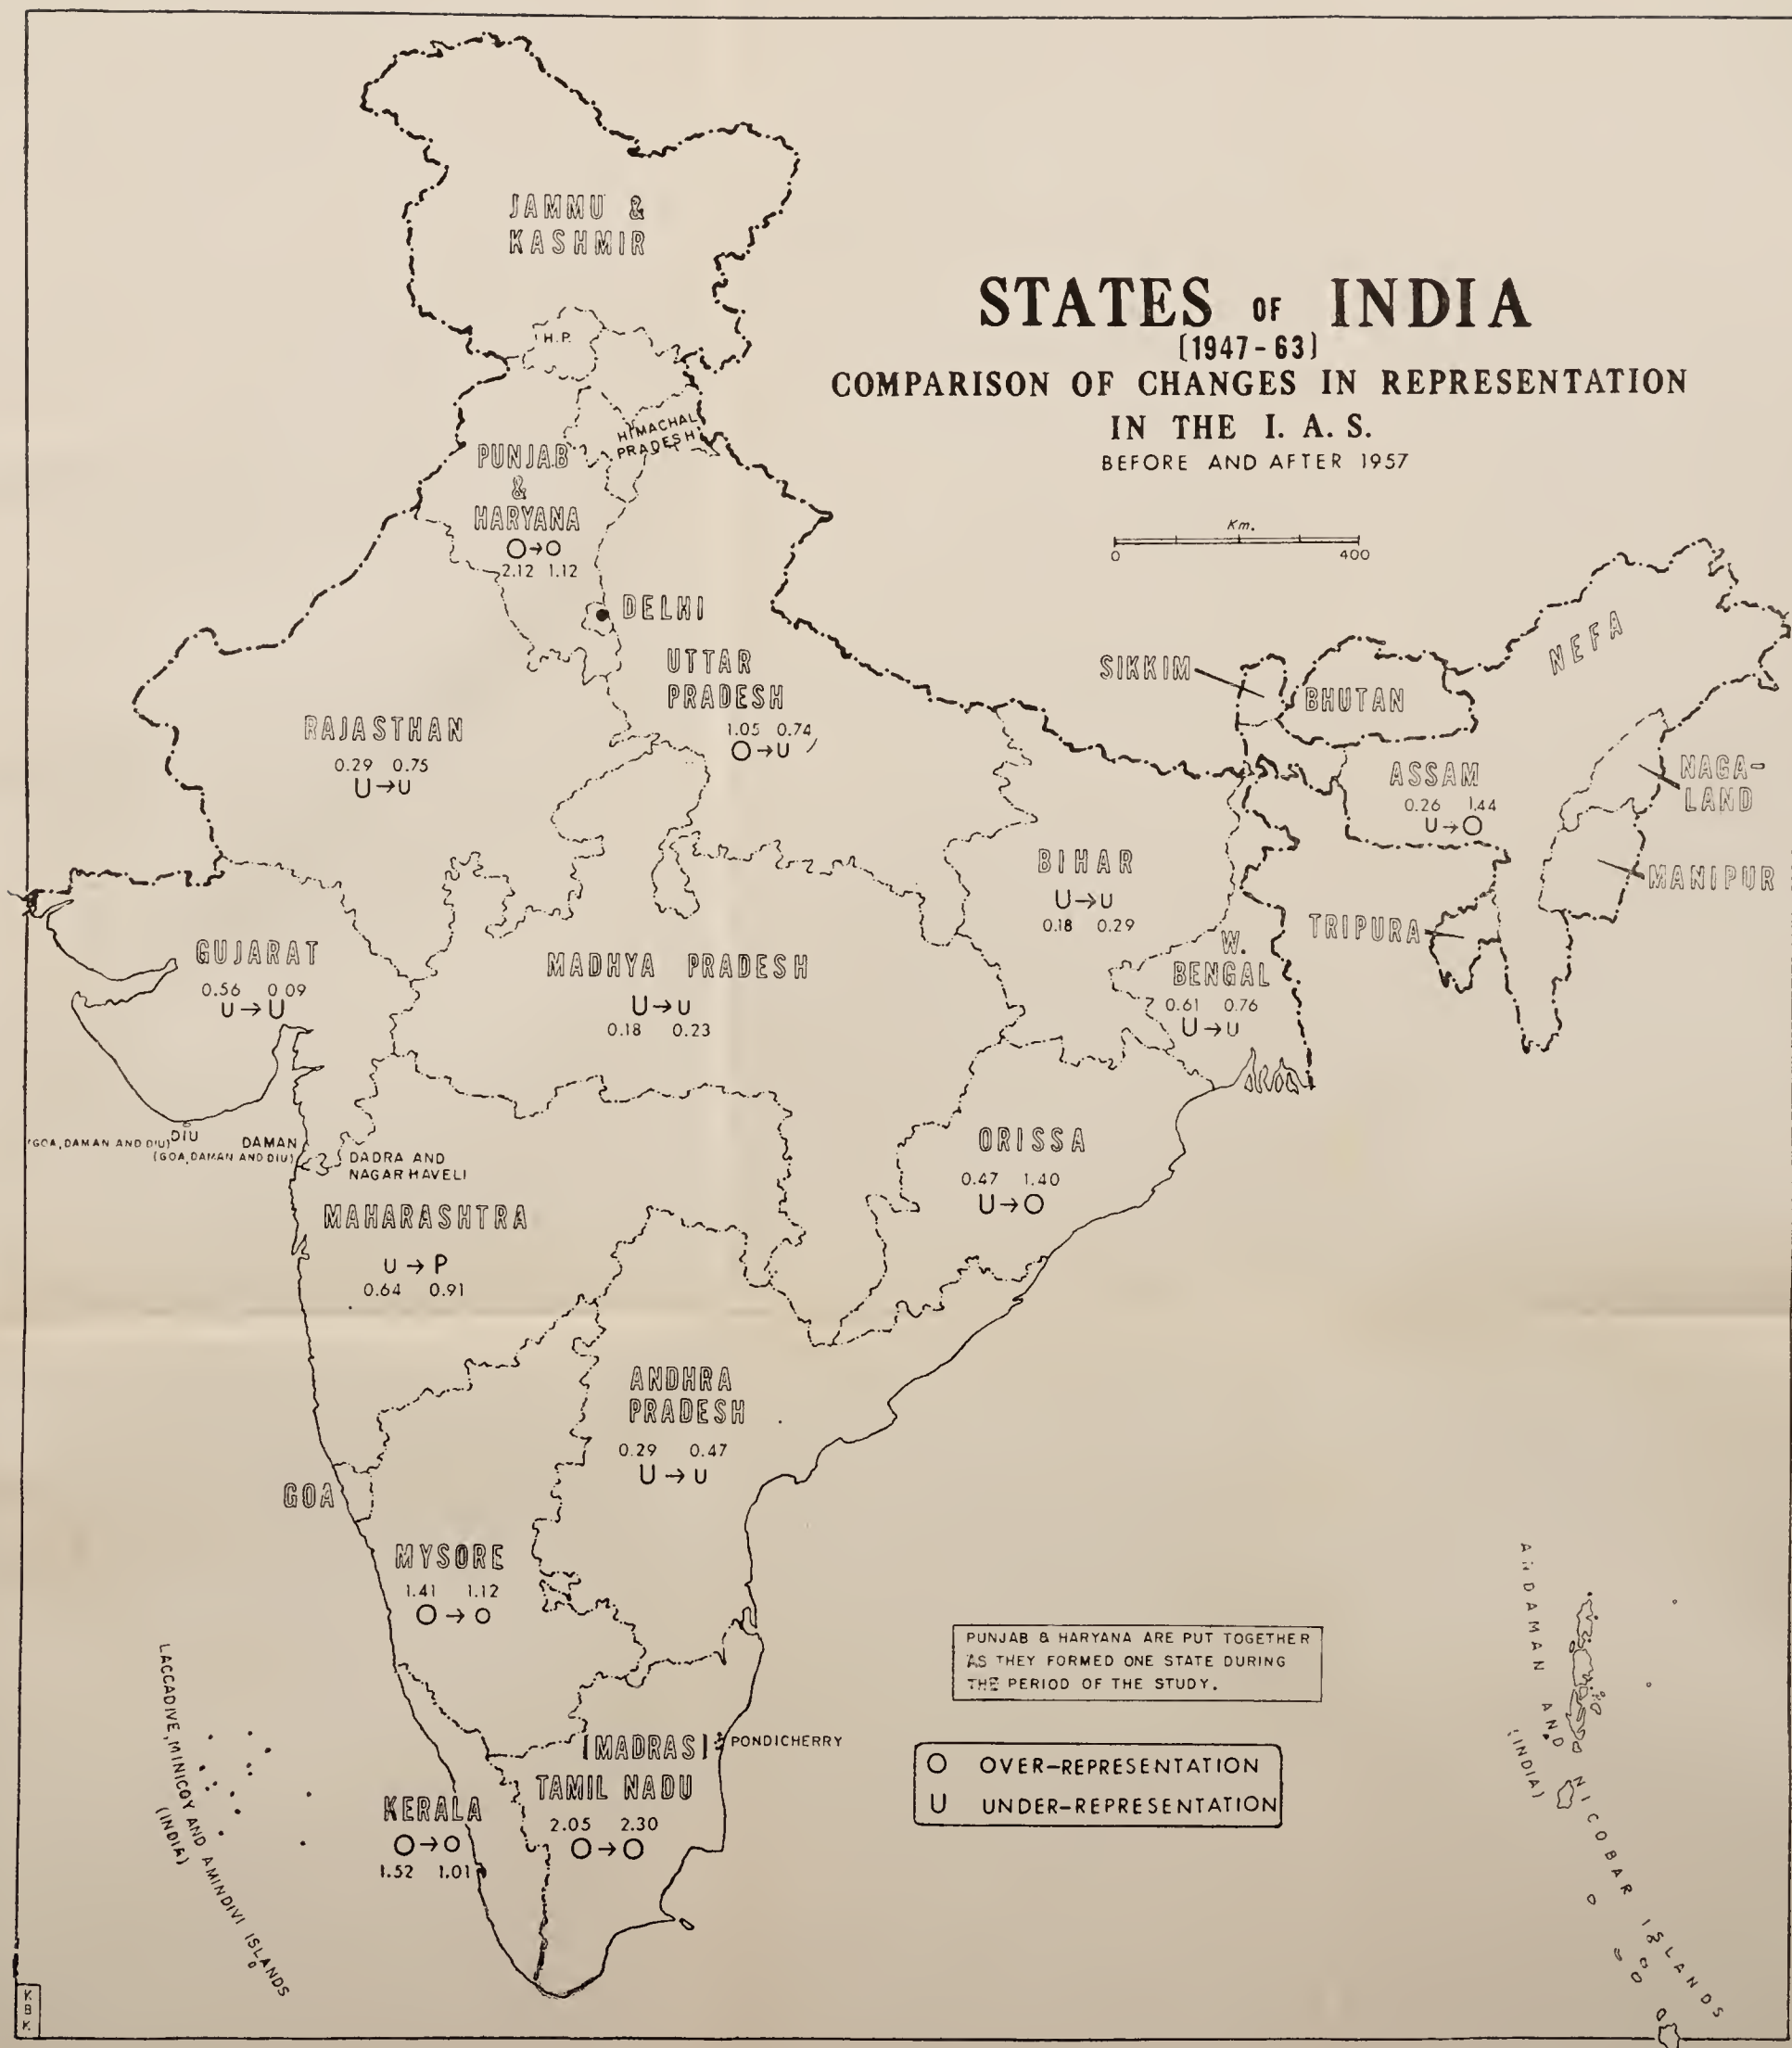 JAMMU &
KASHMIR
STATES OF INDIA
(1947-63)
COMPARISON OF CHANGES IN REPRESENTATION
IN THE I. A. S.
BEFORE AND AFTER 1957
Km.
0 400
H.P.
HIMACHAL
PRADESH
PUNJAB
&
HARYANA
O→O
2.12 1.12
DELHI
UTTAR
PRADESH
1.05 0.74
O→U
RAJASTHAN
0.29 0.75
U→U
SIKKIM
BHUTAN
NEFA
ASSAM
0.26 1.44
U→O
NAGA-
LAND
MANIPUR
TRIPURA
BIHAR
U→U
0.18 0.29
W.
BENGAL
0.61 0.76
U→U
GUJARAT
0.56 0.09
U→U
MADHYA PRADESH
U→U
0.18 0.23
DIU
(GOA, DAMAN AND DIU)
DAMAN
(GOA, DAMAN AND DIU)
DADRA AND
NAGAR HAVELI
MAHARASHTRA
U→P
0.64 0.91
ORISSA
0.47 1.40
U→O
ANDHRA
PRADESH
0.29 0.47
U→U
GOA
MYSORE
1.41 1.12
O→O
(MADRAS)
TAMIL NADU
2.05 2.30
O→O
PONDICHERRY
KERALA
O→O
1.52 1.01
LACCADIVE, MINICOY AND AMINDIVI ISLANDS
(INDIA)
ANDAMAN AND NICOBAR ISLANDS
(INDIA)
PUNJAB & HARYANA ARE PUT TOGETHER
AS THEY FORMED ONE STATE DURING
THE PERIOD OF THE STUDY.
O OVER-REPRESENTATION
U UNDER-REPRESENTATION
K.B.K.